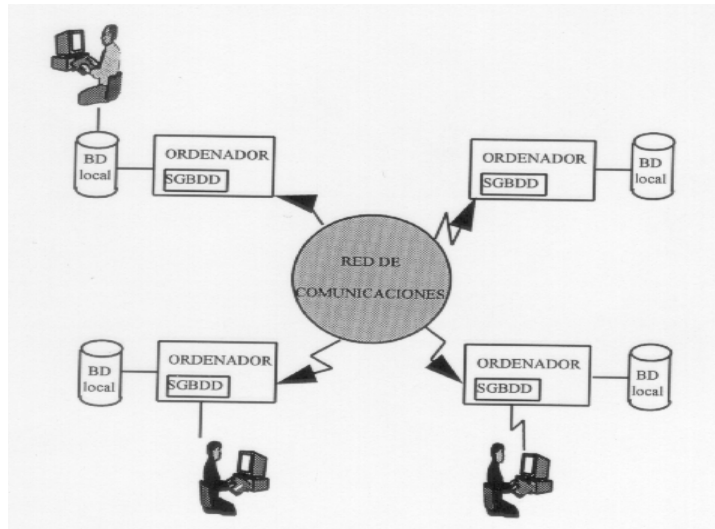 BD
local
ORDENADOR
SGBDD
ORDENADOR
SGBDD
BD
local
RED DE
COMUNICACIONES
BD
local
ORDENADOR
SGBDD
ORDENADOR
SGBDD
BD
local